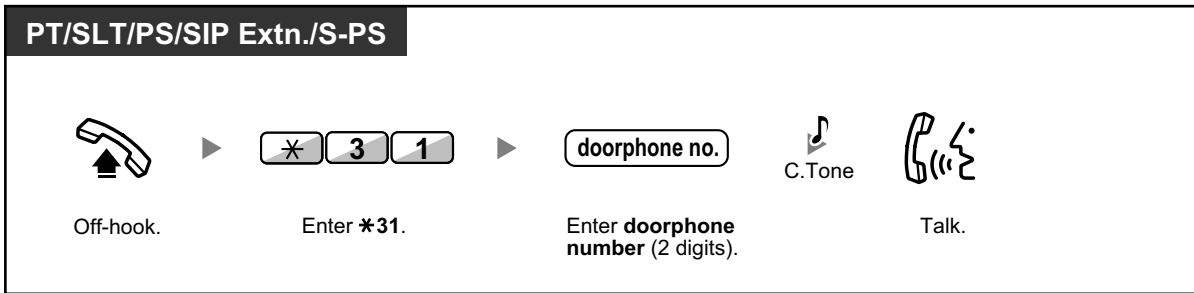 PT/SLT/PS/SIP Extn./S-PS
✳ 3 1
doorphone no.
C.Tone
Off-hook.
Enter ✳31.
Enter doorphone
number (2 digits).
Talk.